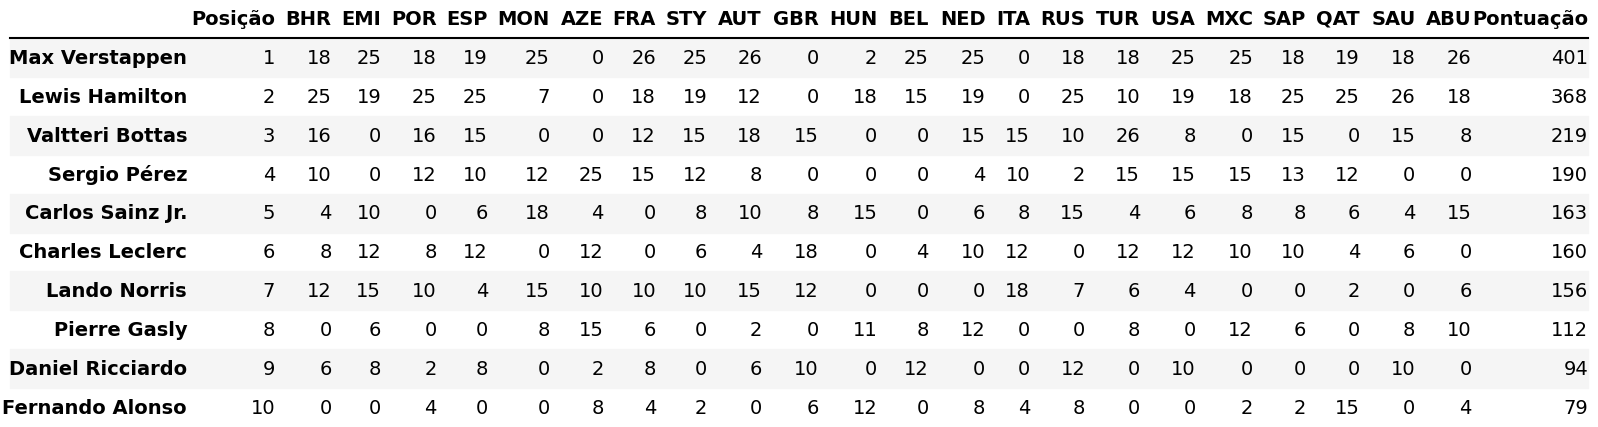 Posição BHR EMI POR ESP MON AZE FRA STY AUT GBR HUN BEL NED ITA RUS TUR USA MXC SAP QAT SAU ABU Pontuação
Max Verstappen 1 18 25 18 19 25 0 26 25 26 0 2 25 25 0 18 18 25 25 18 19 18 26 401
Lewis Hamilton 2 25 19 25 25 7 0 18 19 12 0 18 15 19 0 25 10 19 18 25 25 26 18 368
Valtteri Bottas 3 16 0 16 15 0 0 12 15 18 15 0 0 15 15 10 26 8 0 15 0 15 8 219
Sergio Pérez 4 10 0 12 10 12 25 15 12 8 0 0 0 4 10 2 15 15 15 13 12 0 0 190
Carlos Sainz Jr. 5 4 10 0 6 18 4 0 8 10 8 15 0 6 8 15 4 6 8 8 6 4 15 163
Charles Leclerc 6 8 12 8 12 0 12 0 6 4 18 0 4 10 12 0 12 12 10 10 4 6 0 160
Lando Norris 7 12 15 10 4 15 10 10 10 15 12 0 0 0 18 7 6 4 0 0 2 0 6 156
Pierre Gasly 8 0 6 0 0 8 15 6 0 2 0 11 8 12 0 0 8 0 12 6 0 8 10 112
Daniel Ricciardo 9 6 8 2 8 0 2 8 0 6 10 0 12 0 0 12 0 10 0 0 0 10 0 94
Fernando Alonso 10 0 0 4 0 0 8 4 2 0 6 12 0 8 4 8 0 0 2 2 15 0 4 79